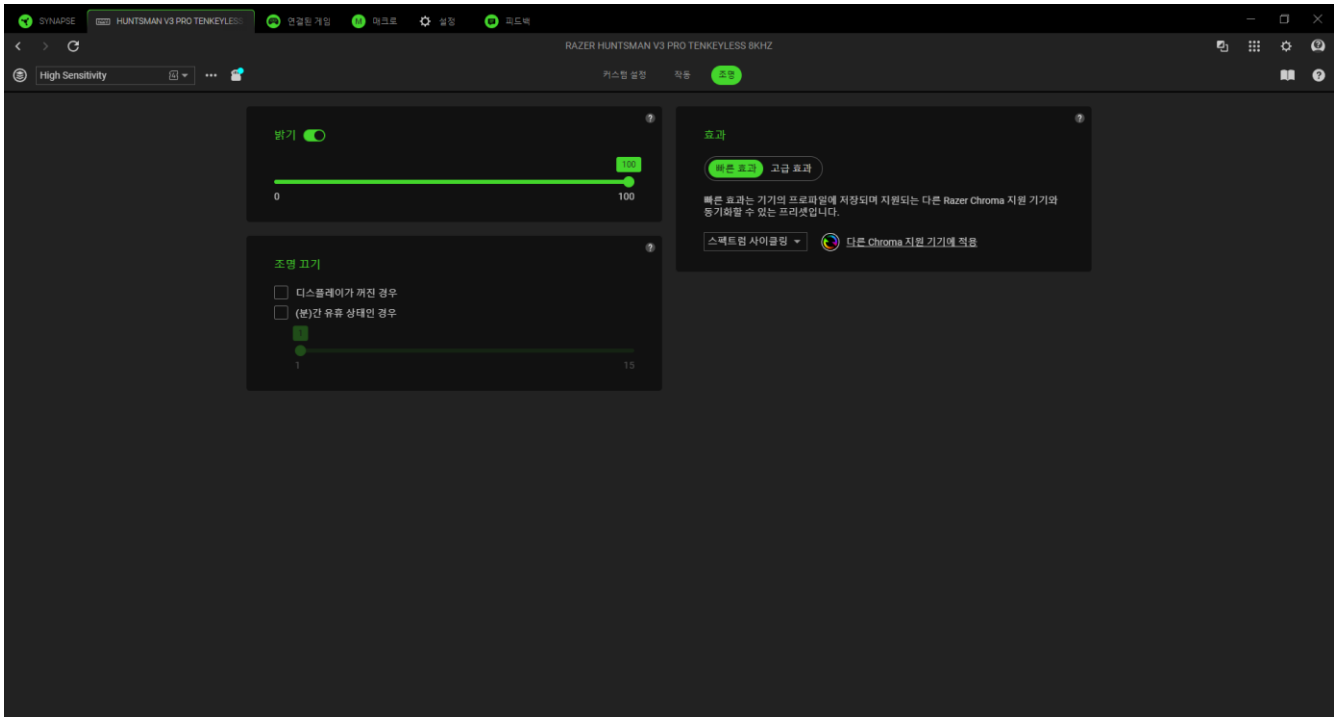 SYNAPSE
HUNTSMAN V3 PRO TENKEYLESS
연결된 게임
M
매크로
설정
피드백
RAZER HUNTSMAN V3 PRO TENKEYLESS 8KHZ
High Sensitivity
커스텀 설정
작동
조명
밝기
100
0
100
조명 끄기
디스플레이가 꺼진 경우
(분)간 유휴 상태인 경우
1
1
15
효과
빠른 효과
고급 효과
빠른 효과는 기기의 프로파일에 저장되며 지원되는 다른 Razer Chroma 지원 기기와
동기화할 수 있는 프리셋입니다.
스펙트럼 사이클링
다른 Chroma 지원 기기에 적용